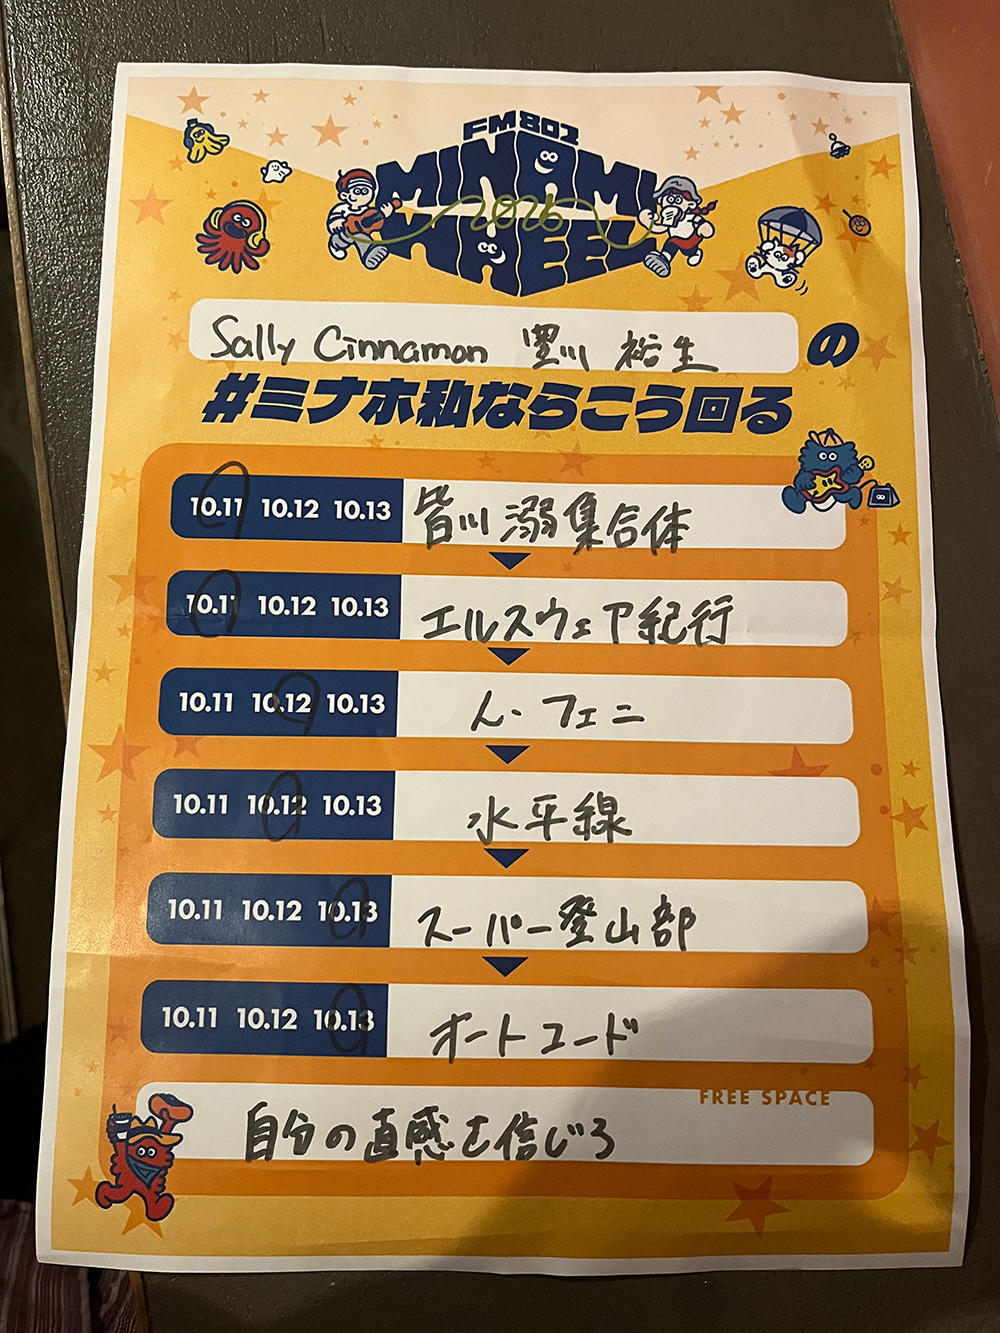 FM802
MINAMI
2025
WHEEL
Sally Cinnamon 豊川 裕生
の
#ミナホ私ならこう回る
10.11 10.12 10.13 皆川溺集合体
10.11 10.12 10.13 エルスウェア紀行
10.11 10.12 10.13 ん・フェニ
10.11 10.12 10.13 水平線
10.11 10.12 10.13 スーパー登山部
10.11 10.12 10.13 オートコード
FREE SPACE
自分の直感を信じろ